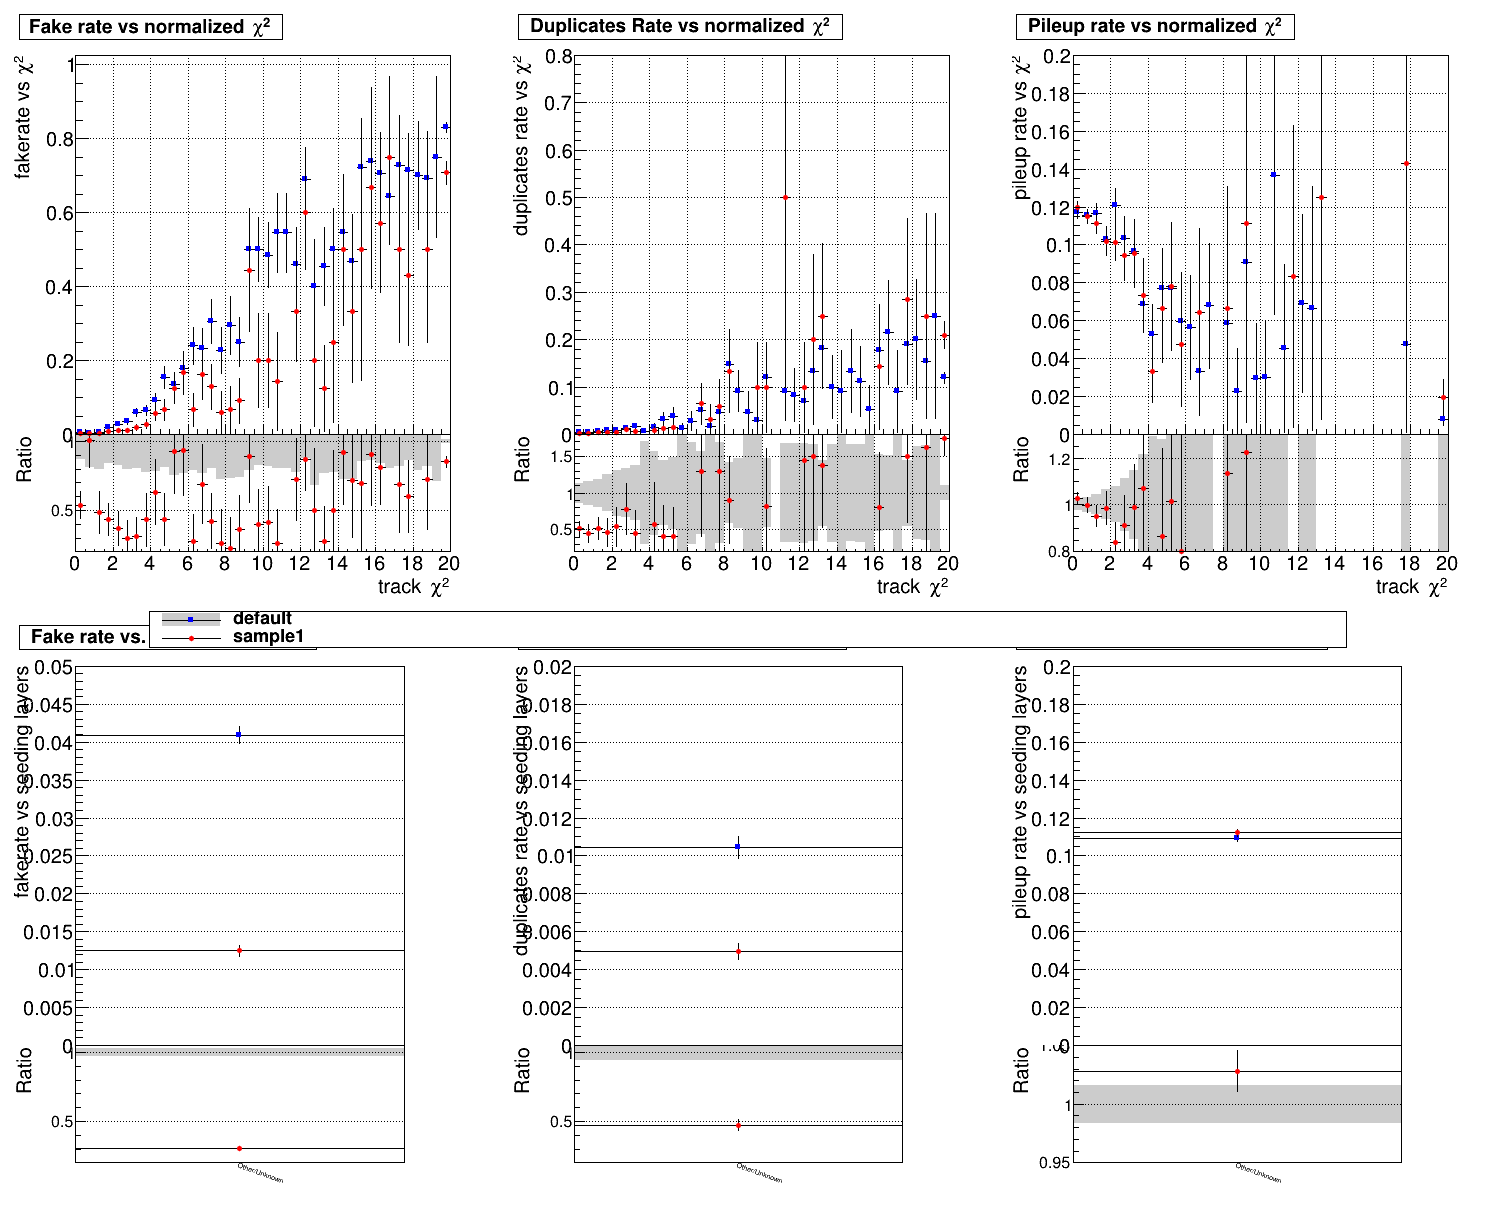 Fake rate vs normalized χ²
fakerate vs χ²
1
0.8
0.6
0.4
0.2
0
Ratio
0.5
0 2 4 6 8 10 12 14 16 18 20
track χ²
Duplicates Rate vs normalized χ²
duplicates rate vs χ²
0.8
0.7
0.6
0.5
0.4
0.3
0.2
0.1
0
Ratio
1.5
1
0.5
0 2 4 6 8 10 12 14 16 18 20
track χ²
Pileup rate vs normalized χ²
pileup rate vs χ²
0.2
0.18
0.16
0.14
0.12
0.1
0.08
0.06
0.04
0.02
0
Ratio
1.2
1
0.8
0 2 4 6 8 10 12 14 16 18 20
track χ²
default
sample1
Fake rate vs.
fakerate vs seeding layers
0.05
0.045
0.04
0.035
0.03
0.025
0.02
0.015
0.01
0.005
0
Ratio
1
0.5
Other/Unknown
duplicates rate vs seeding layers
0.02
0.018
0.016
0.014
0.012
0.01
0.008
0.006
0.004
0.002
0
Ratio
1
0.5
Other/Unknown
pileup rate vs seeding layers
0.2
0.18
0.16
0.14
0.12
0.1
0.08
0.06
0.04
0.02
0
Ratio
1
0.95
Other/Unknown